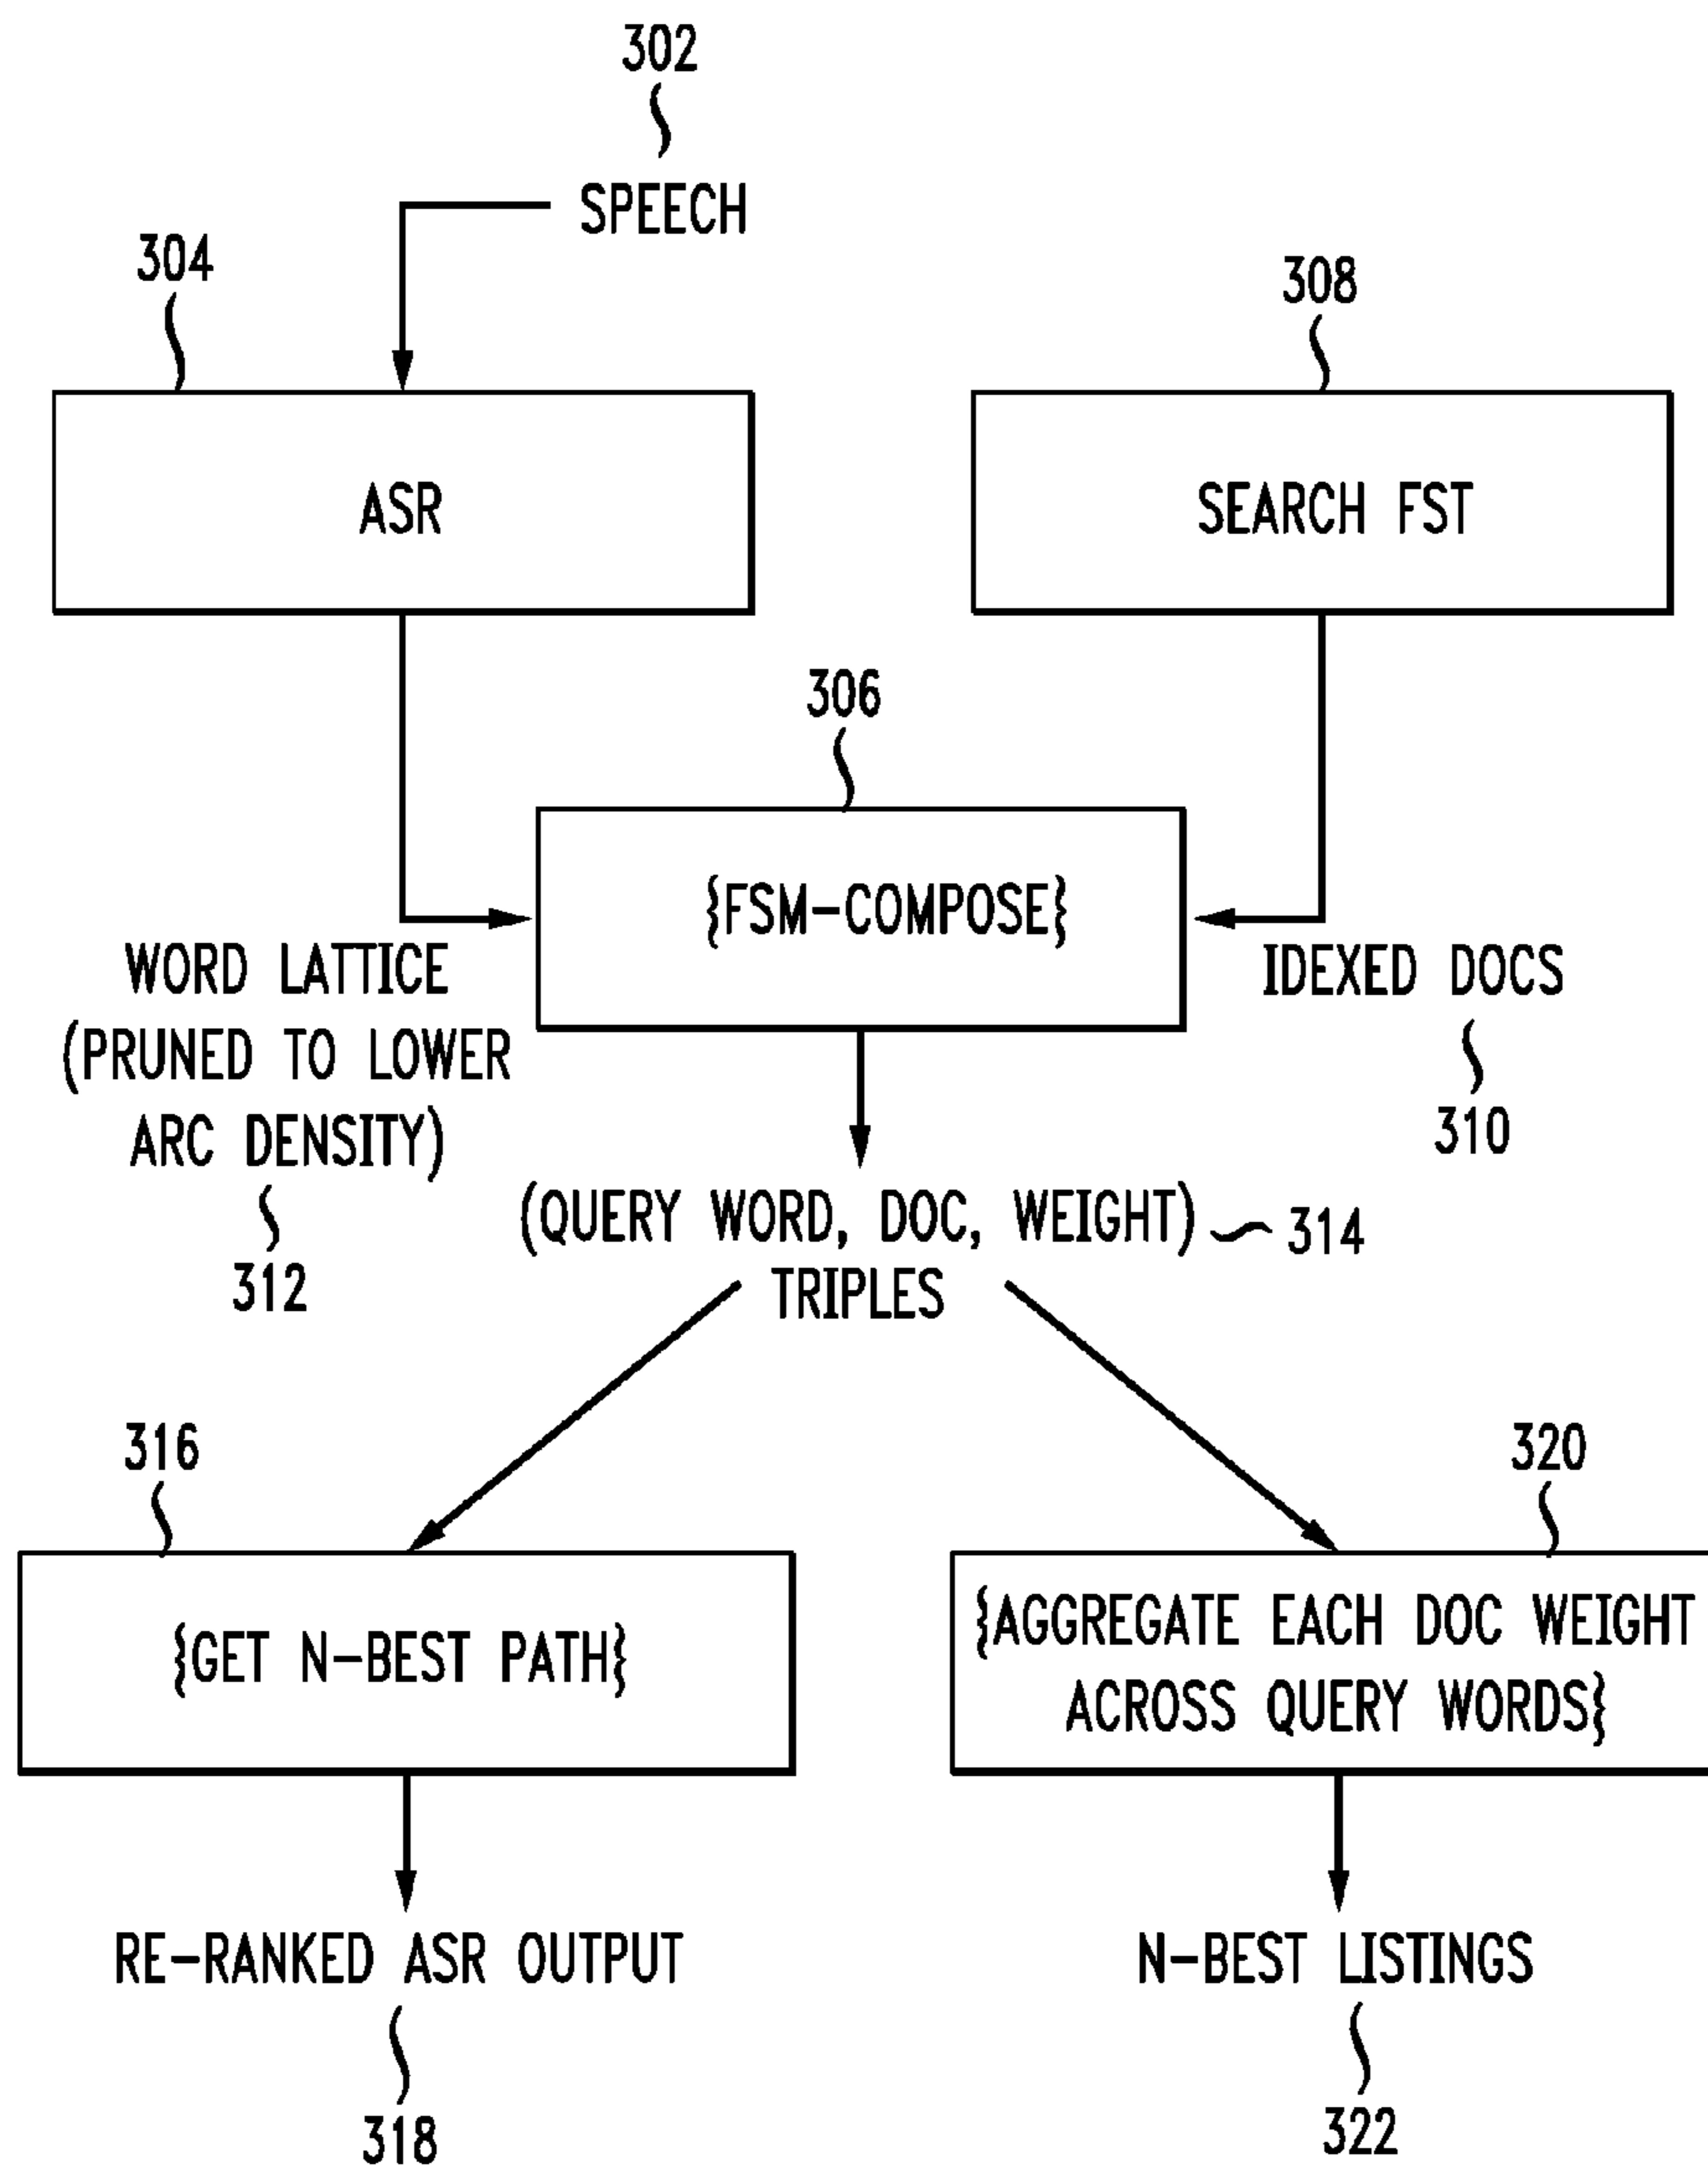 302
SPEECH
304
308
ASR
SEARCH FST
306
{FSM-COMPOSE}
WORD LATTICE
(PRUNED TO LOWER
ARC DENSITY)
312
IDEXED DOCS
310
(QUERY WORD, DOC, WEIGHT)
TRIPLES
314
316
320
{GET N-BEST PATH}
{AGGREGATE EACH DOC WEIGHT
ACROSS QUERY WORDS}
RE-RANKED ASR OUTPUT
N-BEST LISTINGS
318
322